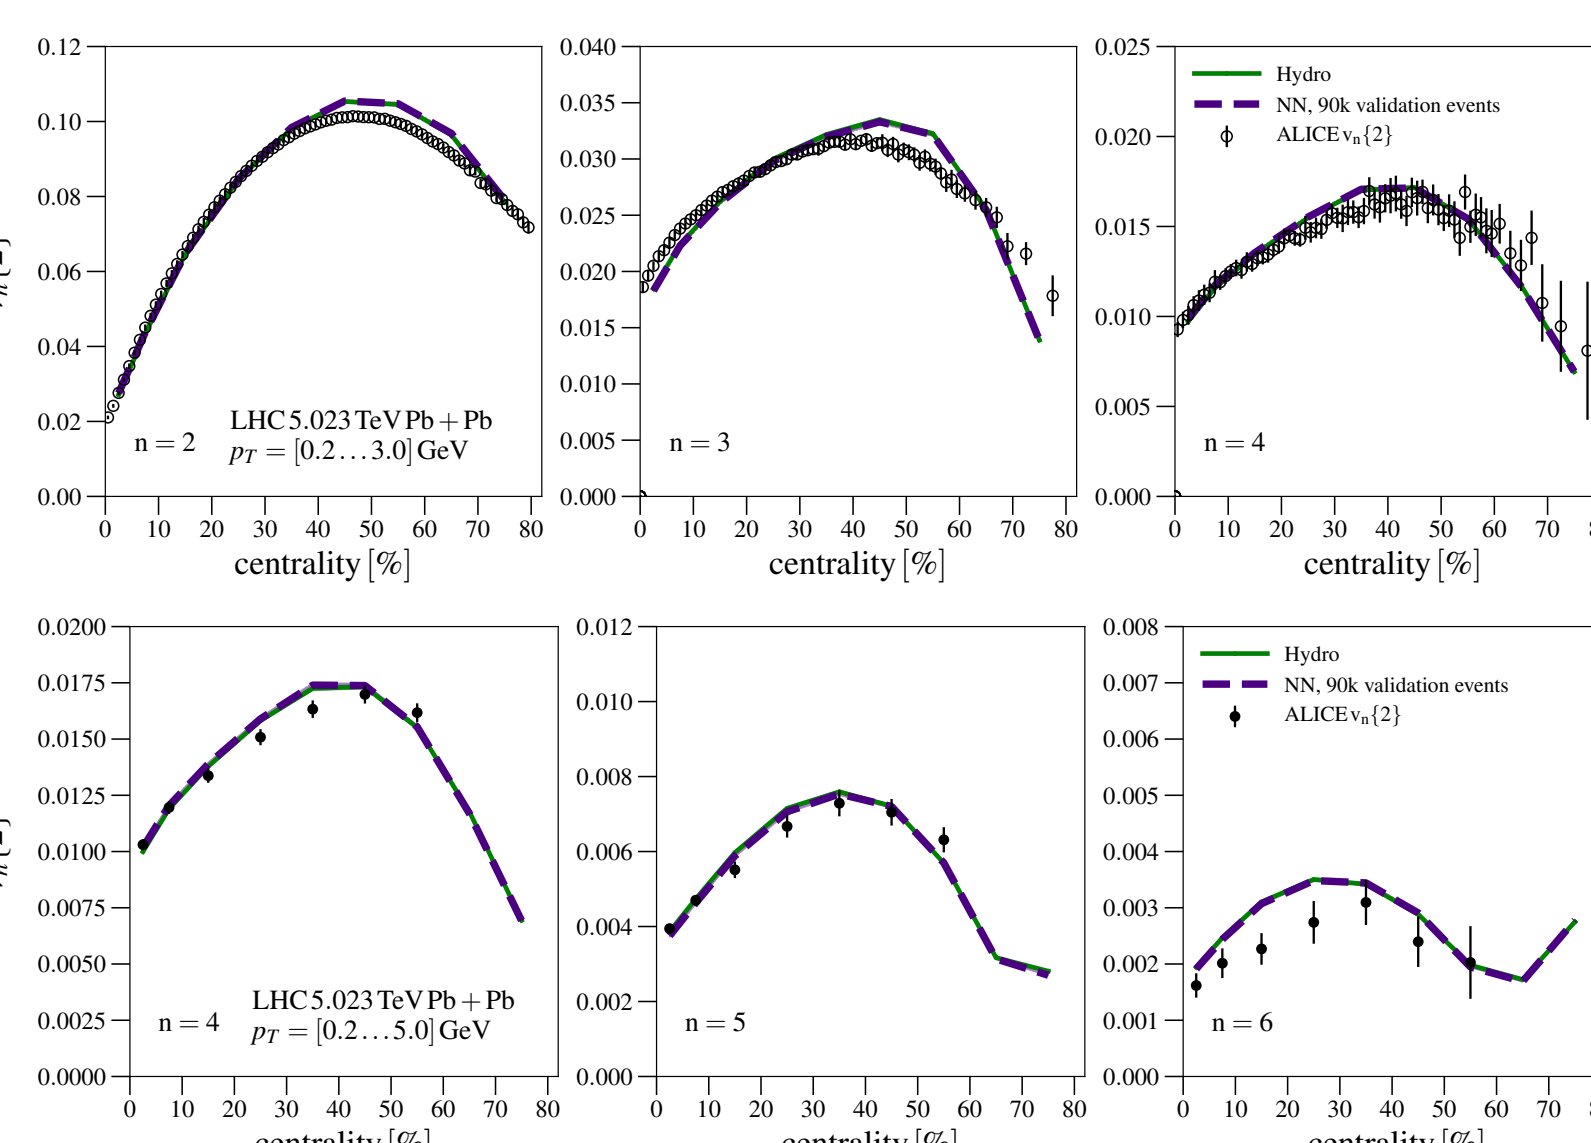 0.12 0.040 0.025
0.10 0.035 0.020
0.08 0.030 0.015
0.06 0.025 0.010
0.04 0.020 0.005
0.02 0.015 0.000
0.00 0.010
0.005
0.000
Hydro
NN, 90k validation events
ALICE vn{2}
LHC 5.023 TeV Pb + Pb
n = 2
pT = [0.2…3.0] GeV
n = 3
n = 4
0 10 20 30 40 50 60 70 80
0 10 20 30 40 50 60 70 80
0 10 20 30 40 50 60 70
centrality [%]
centrality [%]
centrality [%]
0.0200 0.012 0.008
0.0175 0.010 0.007
0.0150 0.008 0.006
0.0125 0.006 0.005
0.0100 0.004 0.004
0.0075 0.002 0.003
0.0050 0.000 0.002
0.0025 0.001
0.0000 0.000
Hydro
NN, 90k validation events
ALICE vn{2}
LHC 5.023 TeV Pb + Pb
n = 4
pT = [0.2…5.0] GeV
n = 5
n = 6
0 10 20 30 40 50 60 70 80
0 10 20 30 40 50 60 70 80
0 10 20 30 40 50 60 70
centrality [%]
centrality [%]
centrality [%]